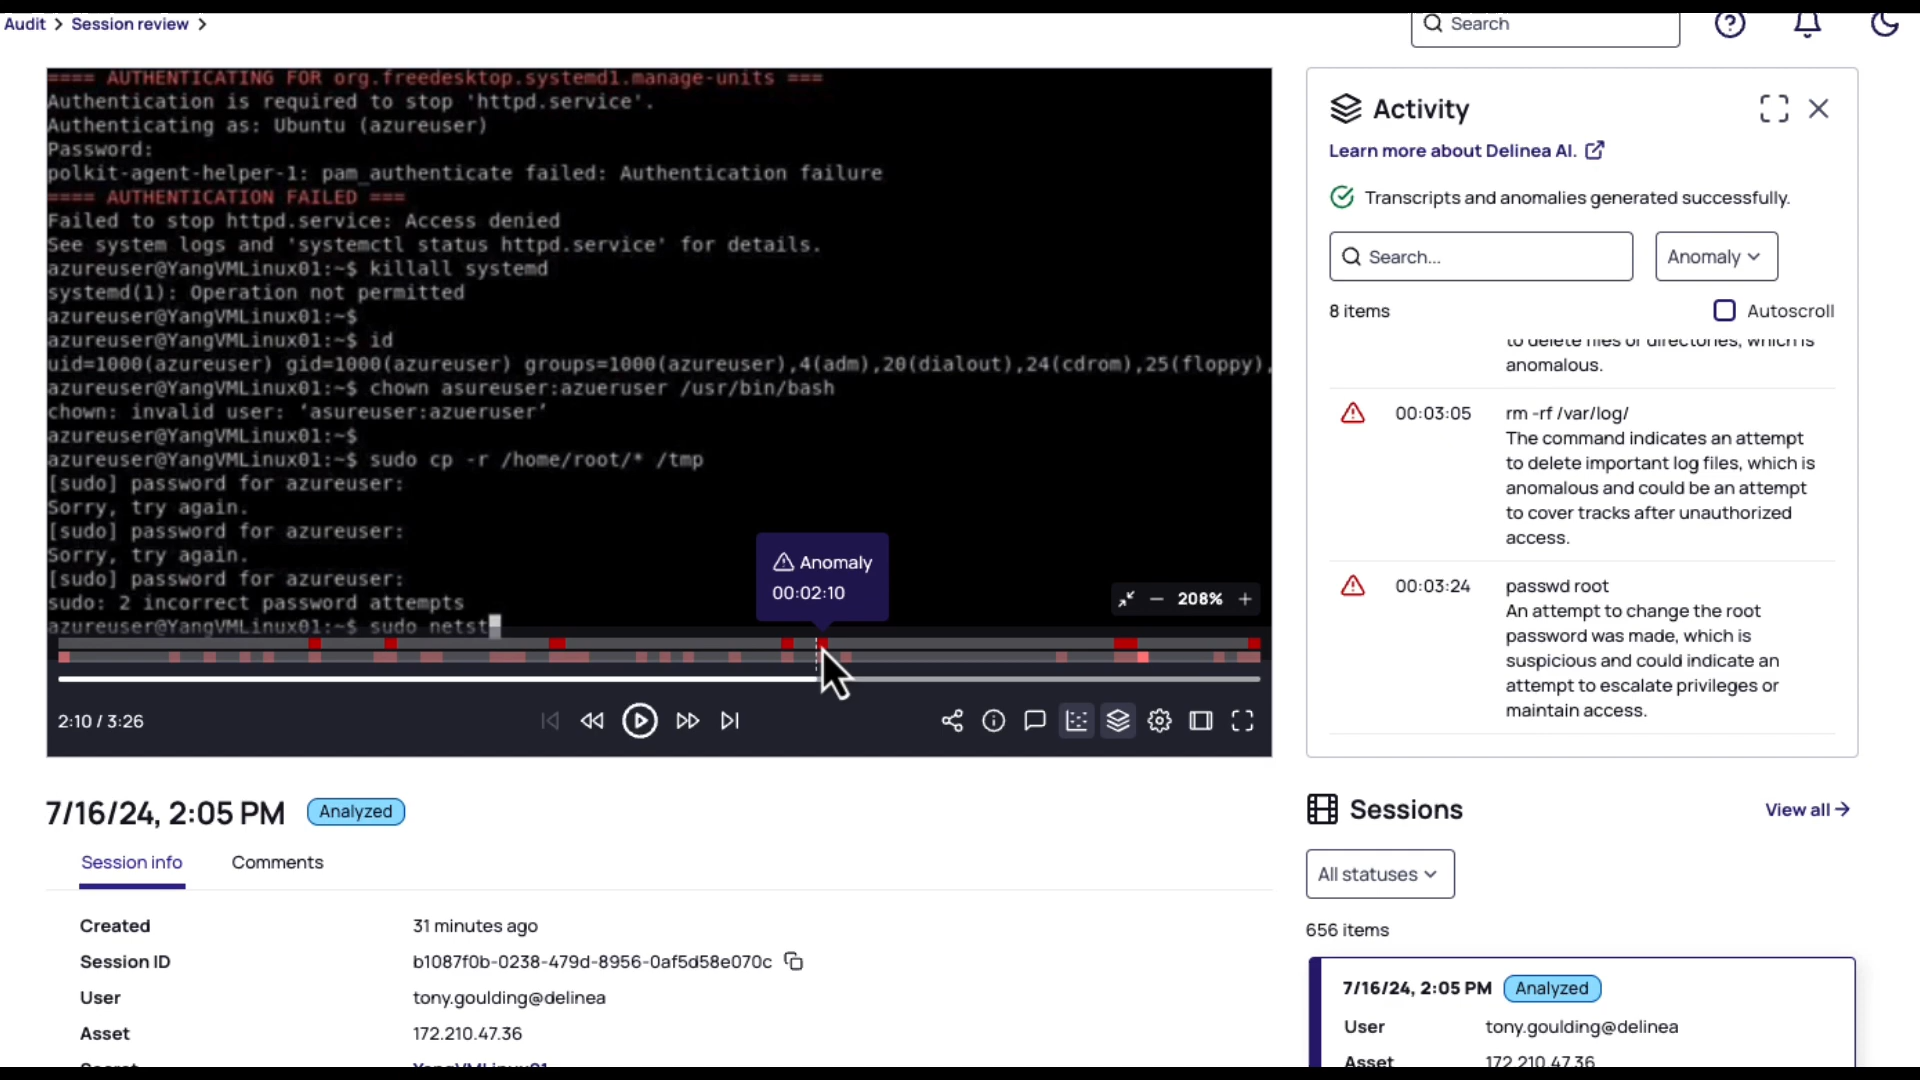 Audit > Session review >
Search
==== AUTHENTICATING FOR org.freedesktop.systemd1.manage-units ===
Authentication is required to stop 'httpd.service'.
Authenticating as: Ubuntu (azureuser)
Password:
polkit-agent-helper-1: pam_authenticate failed: Authentication failure
==== AUTHENTICATION FAILED ===
Failed to stop httpd.service: Access denied
See system logs and 'systemctl status httpd.service' for details.
azureuser@YangVMLinux01:~$ killall systemd
systemd(1): Operation not permitted
azureuser@YangVMLinux01:~$
azureuser@YangVMLinux01:~$ id
uid=1000(azureuser) gid=1000(azureuser) groups=1000(azureuser),4(adm),20(dialout),24(cdrom),25(floppy),
azureuser@YangVMLinux01:~$ chown asureuser:azueruser /usr/bin/bash
chown: invalid user: ‘asureuser:azueruser’
azureuser@YangVMLinux01:~$
azureuser@YangVMLinux01:~$ sudo cp -r /home/root/* /tmp
[sudo] password for azureuser:
Sorry, try again.
[sudo] password for azureuser:
Sorry, try again.
[sudo] password for azureuser:
sudo: 2 incorrect password attempts
azureuser@YangVMLinux01:~$ sudo netst
Anomaly
00:02:10
208%
2:10 / 3:26
Activity
Learn more about Delinea AI.
Transcripts and anomalies generated successfully.
Search...
Anomaly
8 items
Autoscroll
to delete files or directories, which is
anomalous.
00:03:05
rm -rf /var/log/
The command indicates an attempt
to delete important log files, which is
anomalous and could be an attempt
to cover tracks after unauthorized
access.
00:03:24
passwd root
An attempt to change the root
password was made, which is
suspicious and could indicate an
attempt to escalate privileges or
maintain access.
7/16/24, 2:05 PM
Analyzed
Session info
Comments
Created
31 minutes ago
Session ID
b1087f0b-0238-479d-8956-0af5d58e070c
User
tony.goulding@delinea
Asset
172.210.47.36
Secret
YangVMLinux01
Sessions
View all
All statuses
656 items
7/16/24, 2:05 PM
Analyzed
User
tony.goulding@delinea
Asset
172.210.47.36